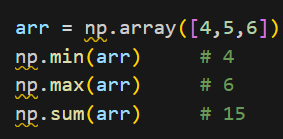 arr = np.array([4,5,6])
np.min(arr)     # 4
np.max(arr)     # 6
np.sum(arr)     # 15